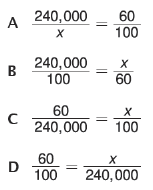 A 240,000/x = 60/100
B 240,000/100 = x/60
C 60/240,000 = x/100
D 60/100 = x/240,000